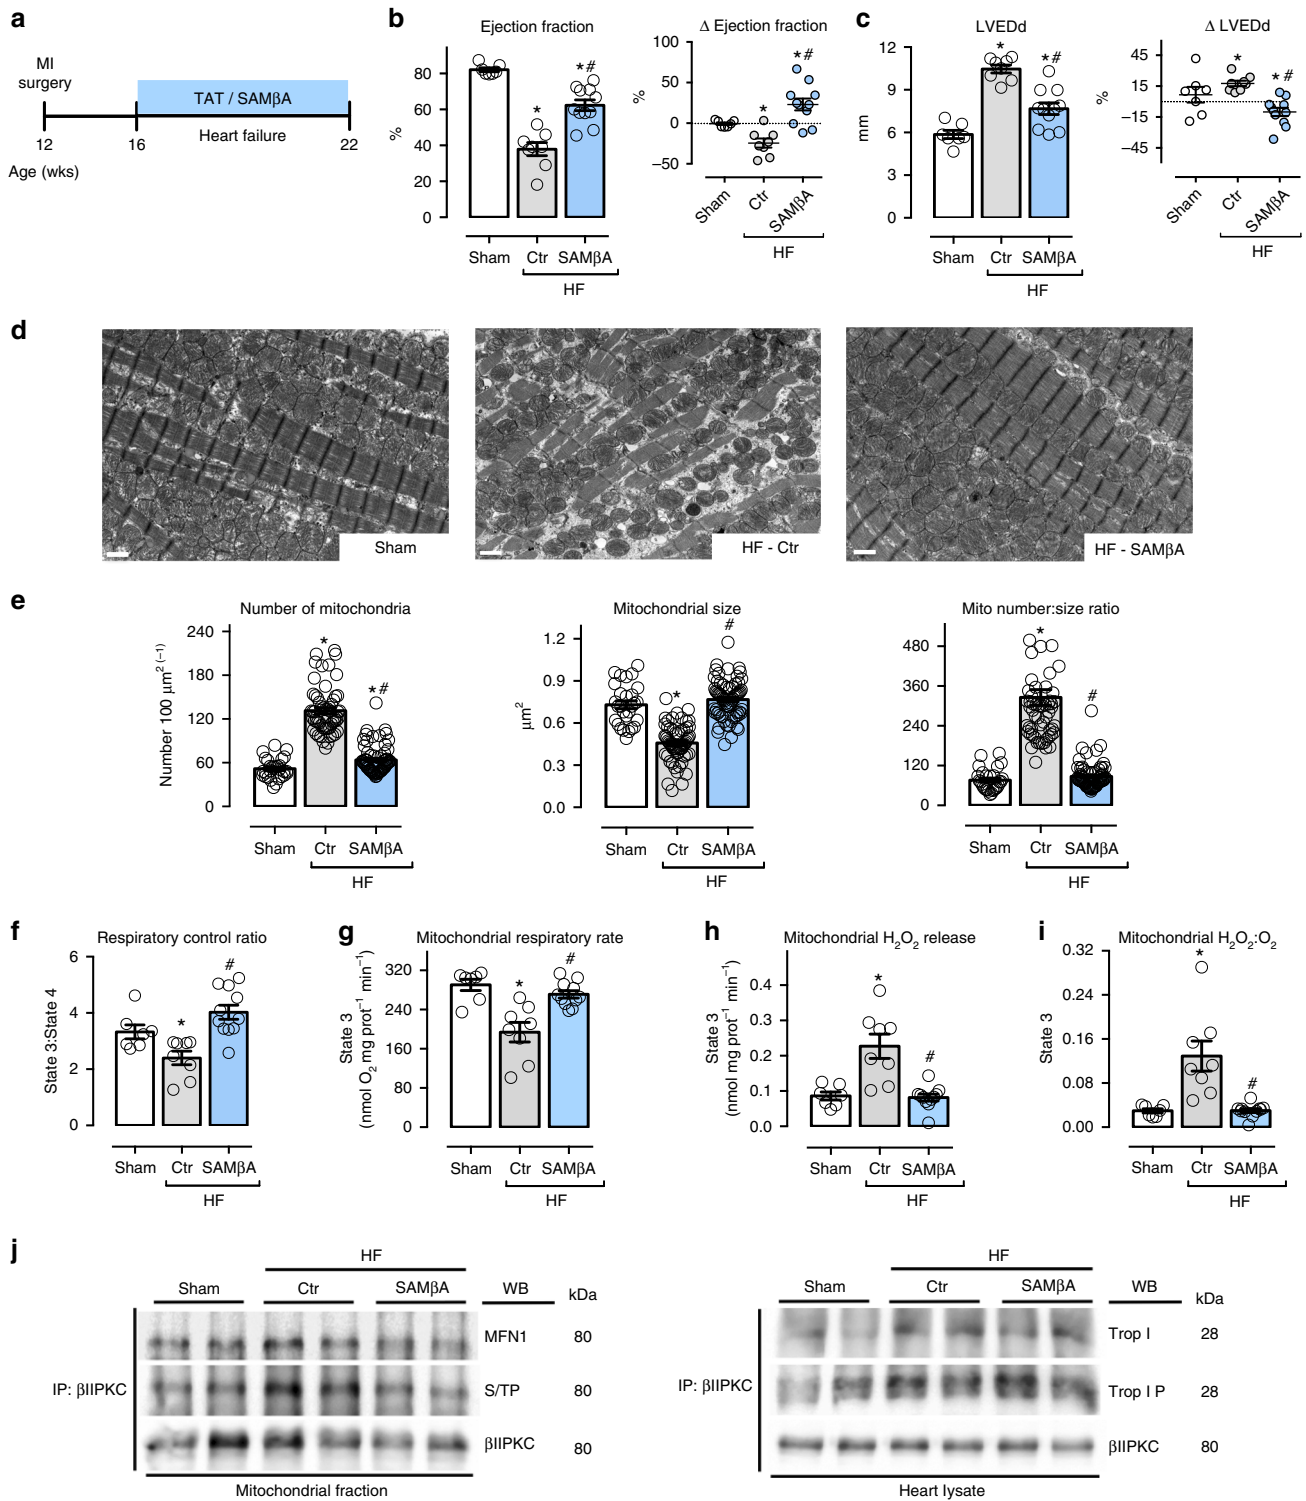 a
MI
surgery
TAT / SAMβA
12
16
Heart failure
22
Age (wks)
b
Ejection fraction
* #
*
80
60
40
20
0
%
Sham
Ctr
SAMβA
HF
Δ Ejection fraction
* #
*
100
50
0
−50
%
Sham
Ctr
SAMβA
HF
c
LVEDd
*
* #
12
9
6
3
0
mm
Sham
Ctr
SAMβA
HF
Δ LVEDd
*
* #
45
15
−15
−45
%
Sham
Ctr
SAMβA
HF
d
Sham
HF - Ctr
HF - SAMβA
e
Number of mitochondria
*
* #
240
180
120
60
0
Number 100 μm² ⁽⁻¹⁾
Sham
Ctr
SAMβA
HF
Mitochondrial size
#
*
1.2
0.9
0.6
0.3
0.0
μm²
Sham
Ctr
SAMβA
HF
Mito number:size ratio
*
#
480
360
240
120
0
Sham
Ctr
SAMβA
HF
f
Respiratory control ratio
#
*
6
4
2
0
State 3:State 4
Sham
Ctr
SAMβA
HF
g
Mitochondrial respiratory rate
#
*
320
240
160
80
0
State 3
(nmol O₂ mg prot⁻¹ min⁻¹)
Sham
Ctr
SAMβA
HF
h
Mitochondrial H₂O₂ release
*
#
0.4
0.3
0.2
0.1
0.0
State 3
(nmol mg prot⁻¹ min⁻¹)
Sham
Ctr
SAMβA
HF
i
Mitochondrial H₂O₂:O₂
*
#
0.32
0.24
0.16
0.08
0.00
State 3
Sham
Ctr
SAMβA
HF
j
HF
Sham
Ctr
SAMβA
WB
kDa
MFN1
80
IP: βIIPKC
S/TP
80
βIIPKC
80
Mitochondrial fraction
HF
Sham
Ctr
SAMβA
WB
kDa
Trop I
28
IP: βIIPKC
Trop I P
28
βIIPKC
80
Heart lysate